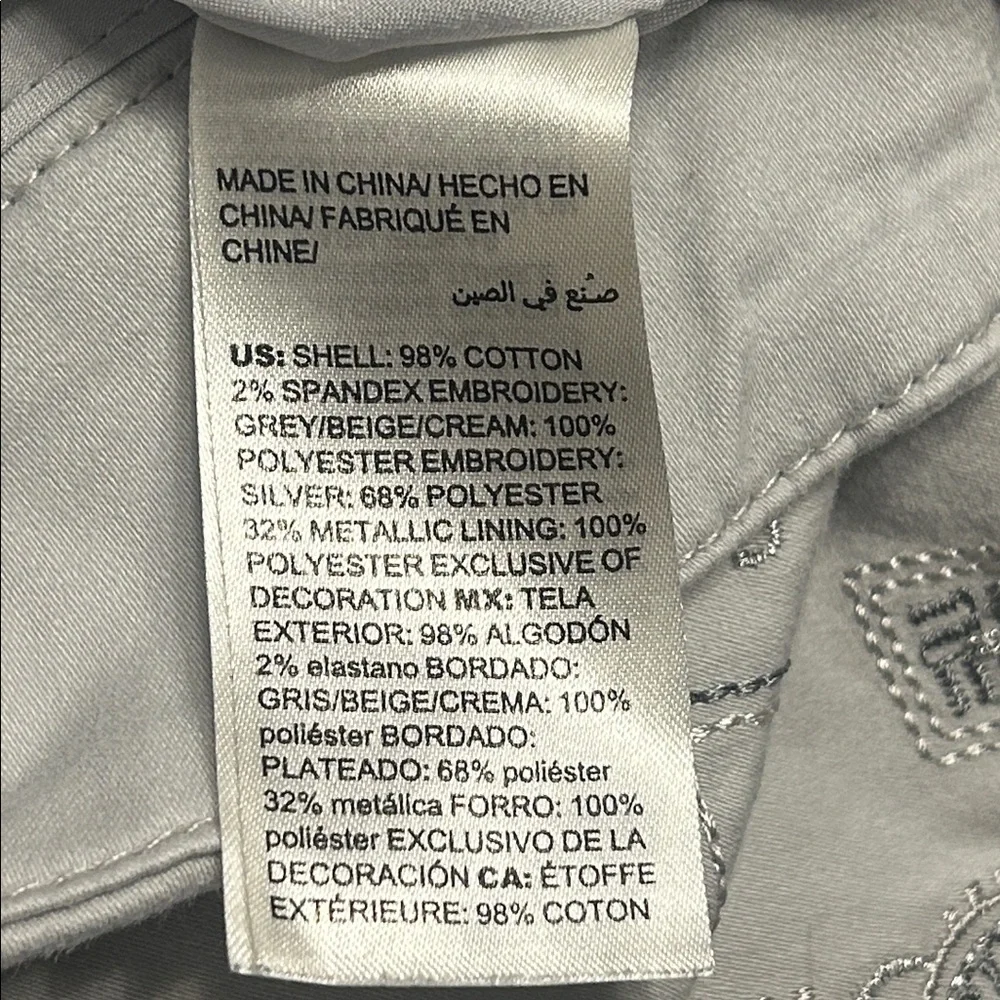 MADE IN CHINA/ HECHO EN
CHINA/ FABRIQUÉ EN
CHINE/
صُنع في الصين
US: SHELL: 98% COTTON
2% SPANDEX EMBROIDERY:
GREY/BEIGE/CREAM: 100%
POLYESTER EMBROIDERY:
SILVER: 68% POLYESTER
32% METALLIC LINING: 100%
POLYESTER EXCLUSIVE OF
DECORATION MX: TELA
EXTERIOR: 98% ALGODÓN
2% elastano BORDADO:
GRIS/BEIGE/CREMA: 100%
poliéster BORDADO:
PLATEADO: 68% poliéster
32% metálica FORRO: 100%
poliéster EXCLUSIVO DE LA
DECORACIÓN CA: ÉTOFFE
EXTÉRIEURE: 98% COTON